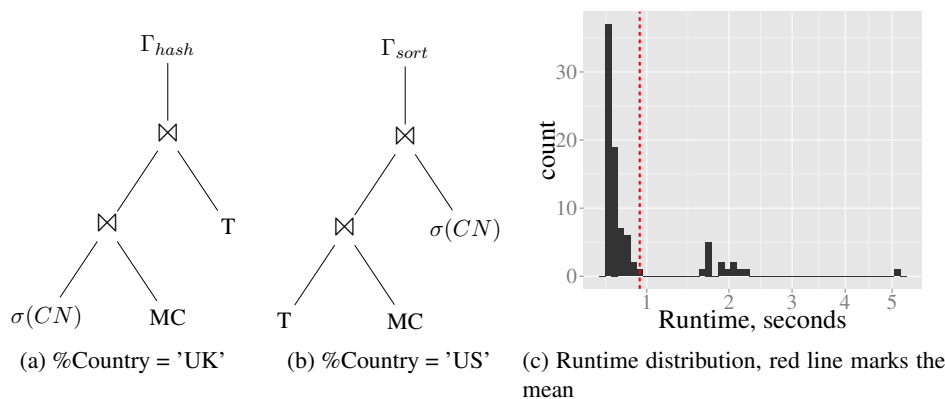 Γhash
⋈
⋈
T
σ(CN)
MC
(a) %Country = 'UK'
Γsort
⋈
⋈
σ(CN)
T
MC
(b) %Country = 'US'
count
30
20
10
0
1 2 3 4 5
Runtime, seconds
(c) Runtime distribution, red line marks the
mean